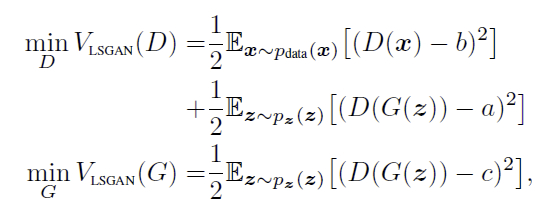 min_D V_LSGAN(D) = 1/2 𝔼_{x∼p_data(x)}[(D(x) − b)²]
+ 1/2 𝔼_{z∼p_z(z)}[(D(G(z)) − a)²]
min_G V_LSGAN(G) = 1/2 𝔼_{z∼p_z(z)}[(D(G(z)) − c)²],